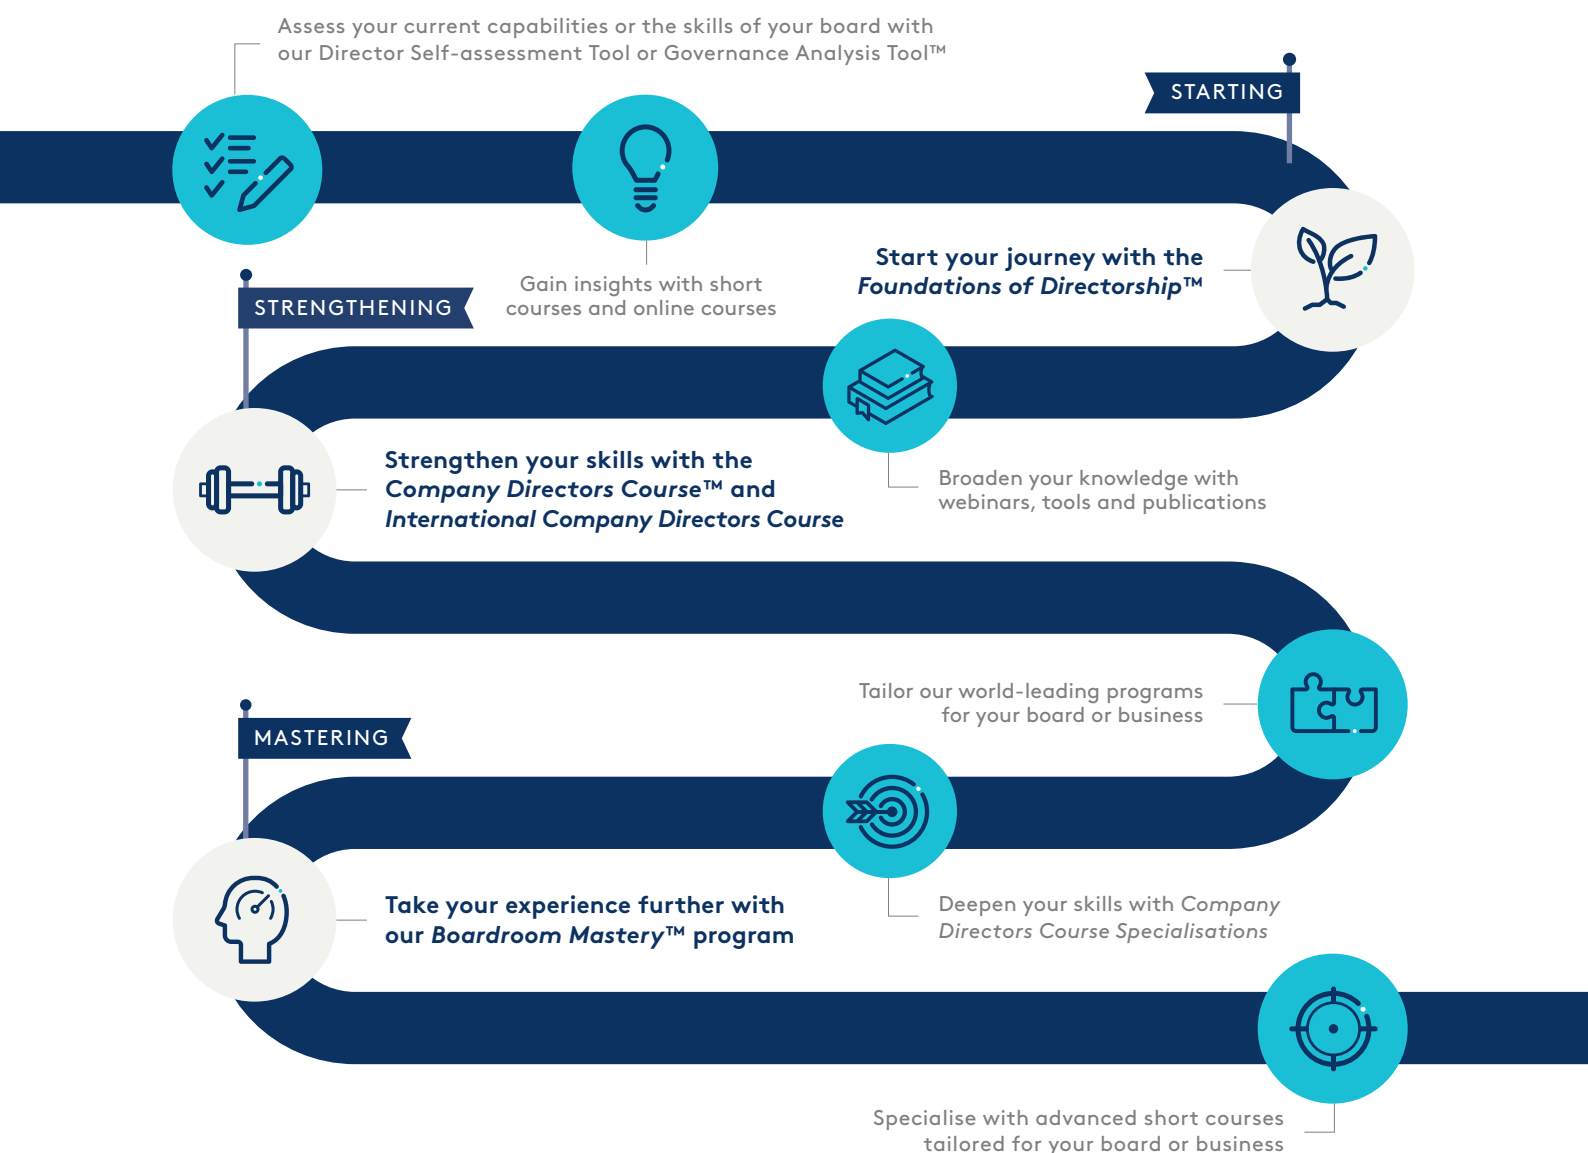 Assess your current capabilities or the skills of your board with
our Director Self-assessment Tool or Governance Analysis Tool™
STARTING
Gain insights with short
courses and online courses
Start your journey with the
Foundations of Directorship™
STRENGTHENING
Broaden your knowledge with
webinars, tools and publications
Strengthen your skills with the
Company Directors Course™ and
International Company Directors Course
Tailor our world-leading programs
for your board or business
MASTERING
Deepen your skills with Company
Directors Course Specialisations
Take your experience further with
our Boardroom Mastery™ program
Specialise with advanced short courses
tailored for your board or business